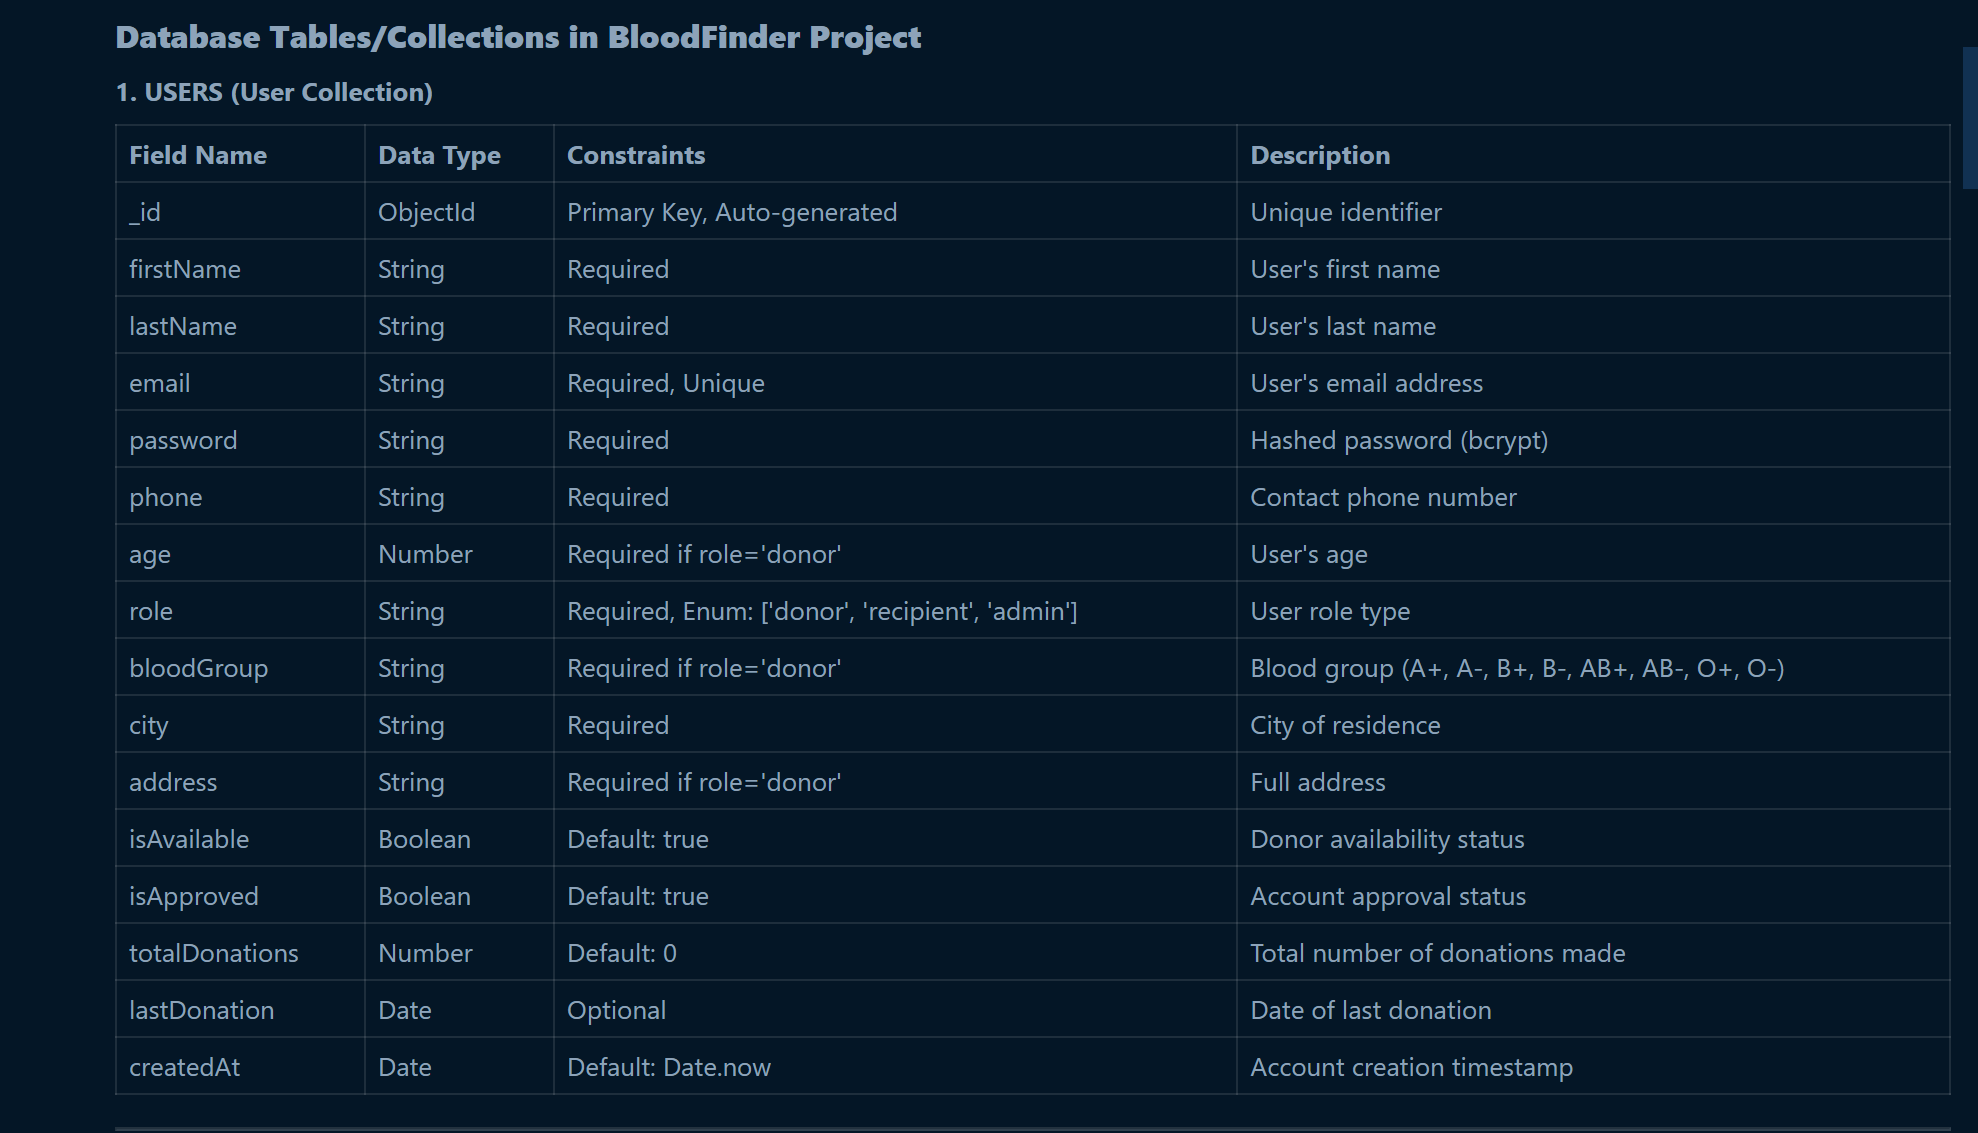 Database Tables/Collections in BloodFinder Project
1. USERS (User Collection)
Field Name Data Type Constraints Description
_id ObjectId Primary Key, Auto-generated Unique identifier
firstName String Required User's first name
lastName String Required User's last name
email String Required, Unique User's email address
password String Required Hashed password (bcrypt)
phone String Required Contact phone number
age Number Required if role='donor' User's age
role String Required, Enum: ['donor', 'recipient', 'admin'] User role type
bloodGroup String Required if role='donor' Blood group (A+, A-, B+, B-, AB+, AB-, O+, O-)
city String Required City of residence
address String Required if role='donor' Full address
isAvailable Boolean Default: true Donor availability status
isApproved Boolean Default: true Account approval status
totalDonations Number Default: 0 Total number of donations made
lastDonation Date Optional Date of last donation
createdAt Date Default: Date.now Account creation timestamp